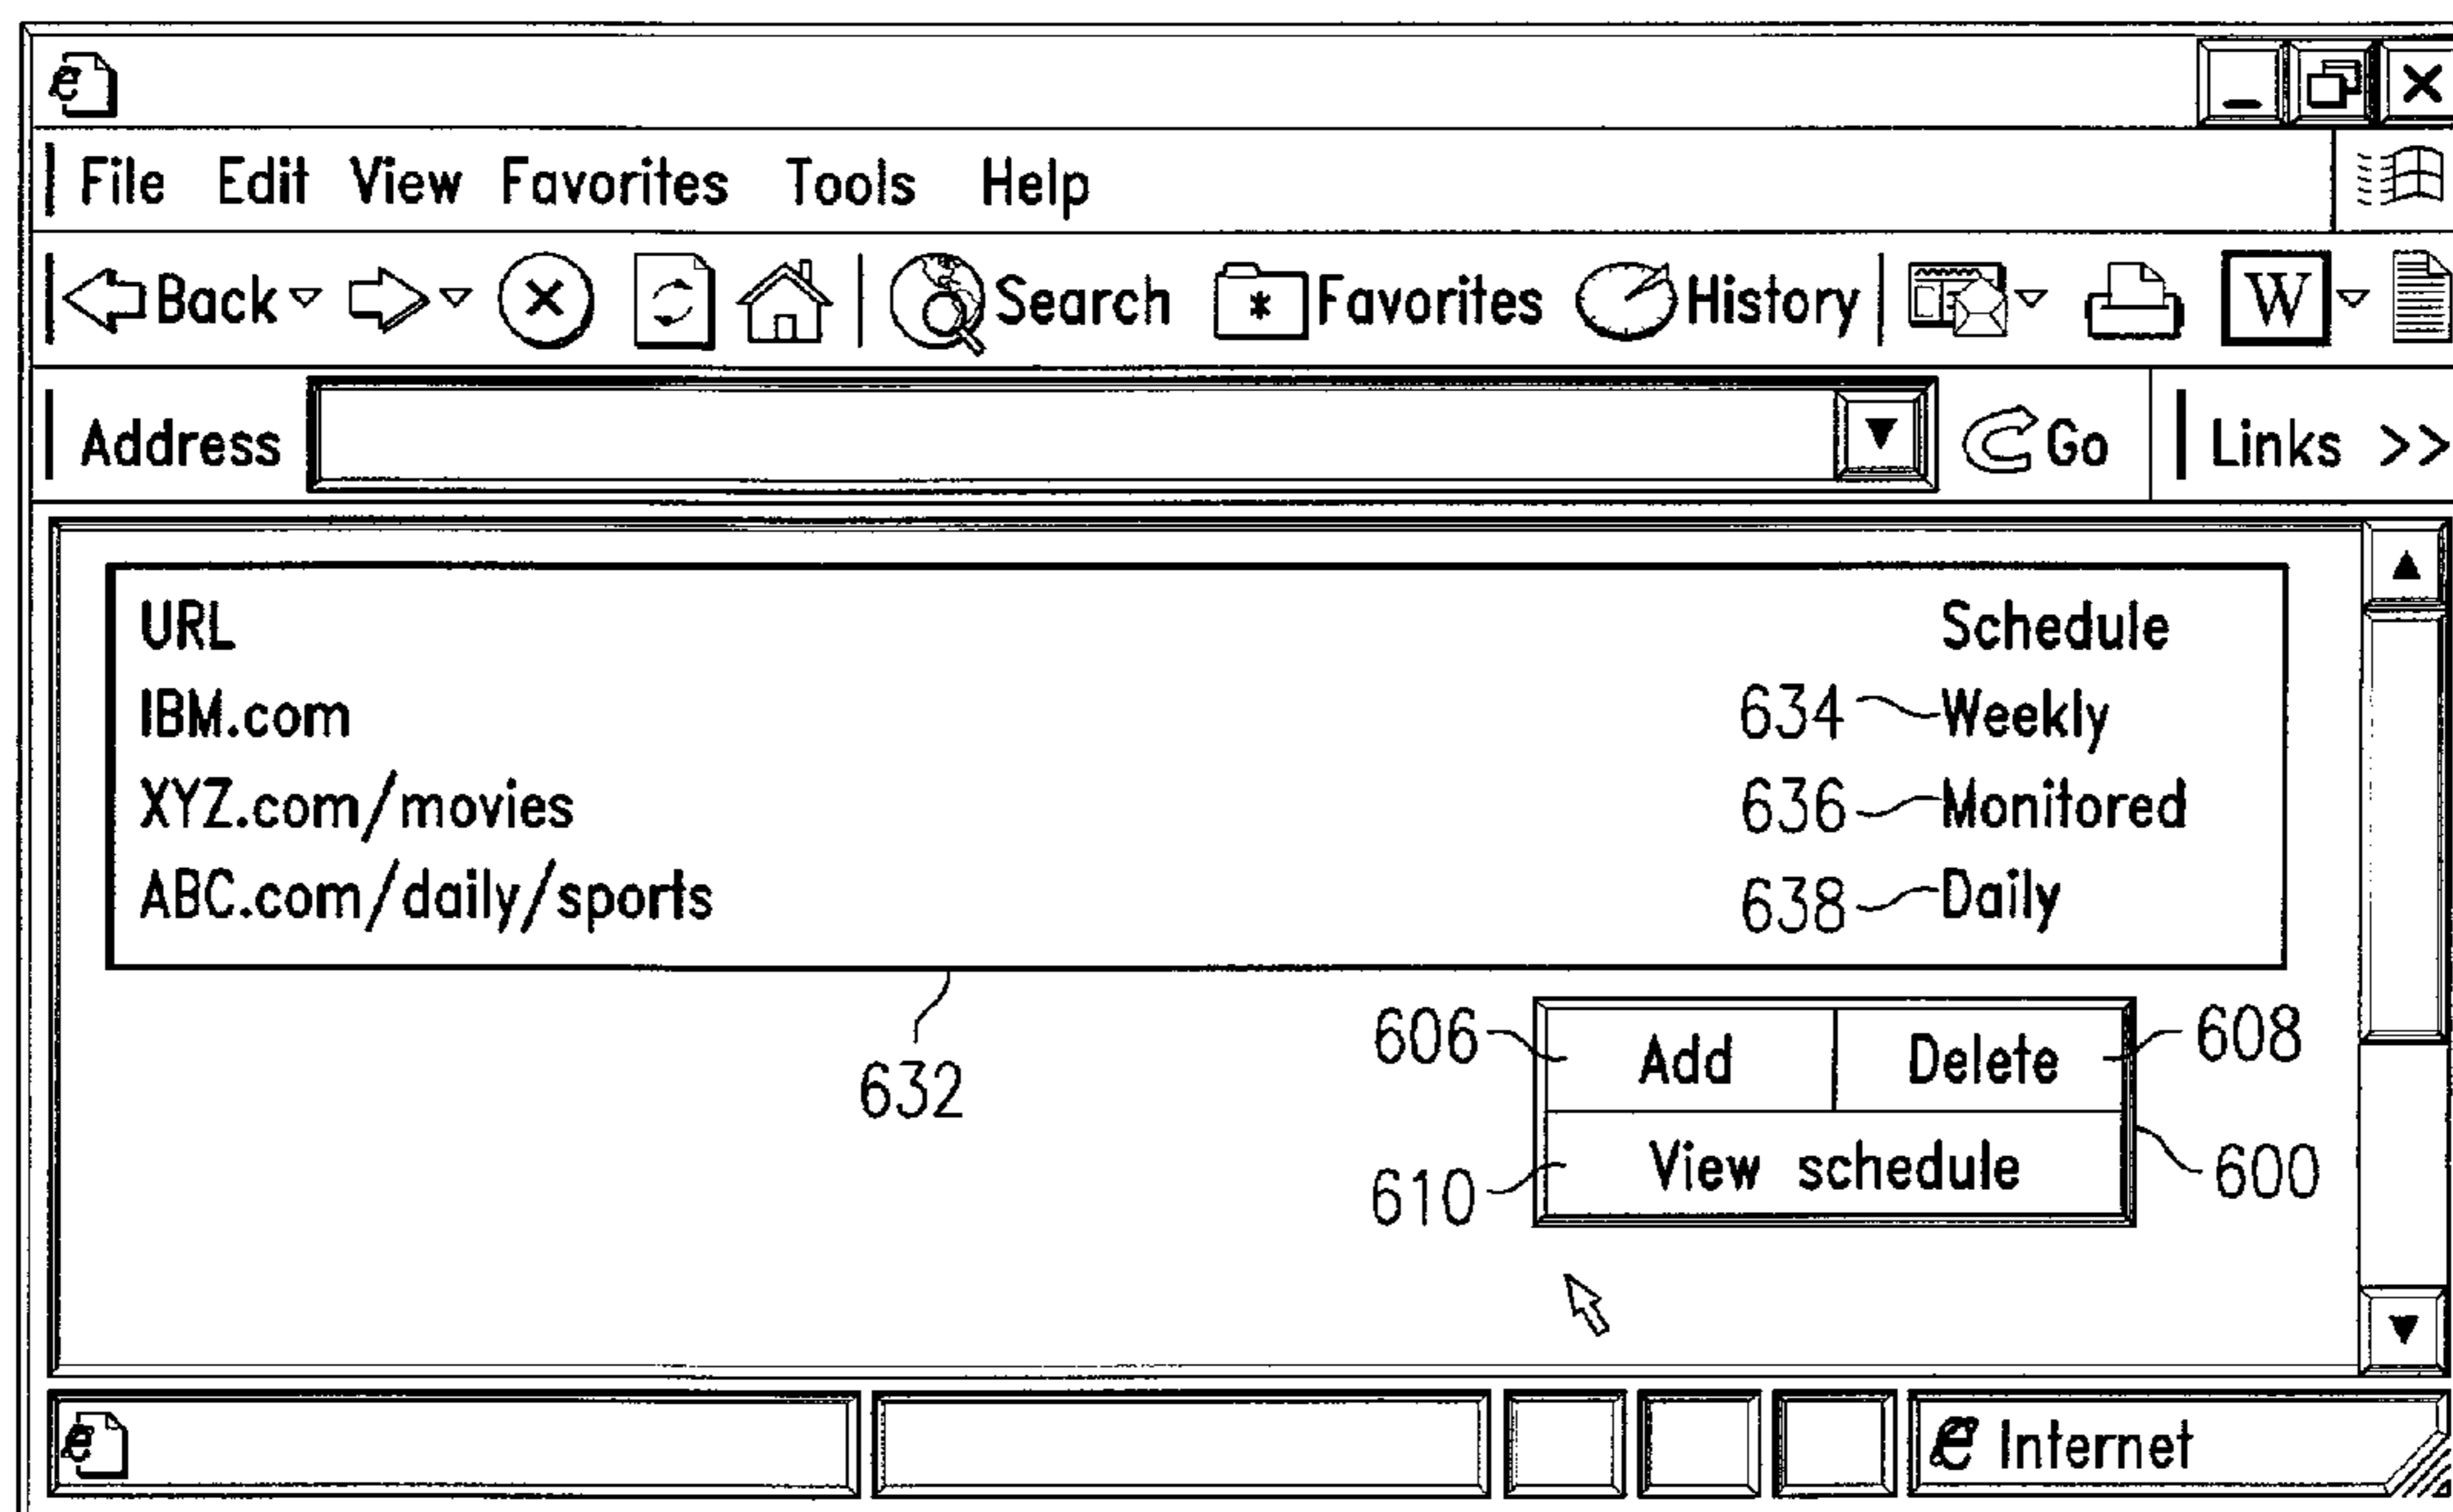 File Edit View Favorites Tools Help
Back Search Favorites History W
Address Go Links >>
URL Schedule
IBM.com 634 Weekly
XYZ.com/movies 636 Monitored
ABC.com/daily/sports 638 Daily
632
606 Add Delete 608
610 View schedule 600
e Internet